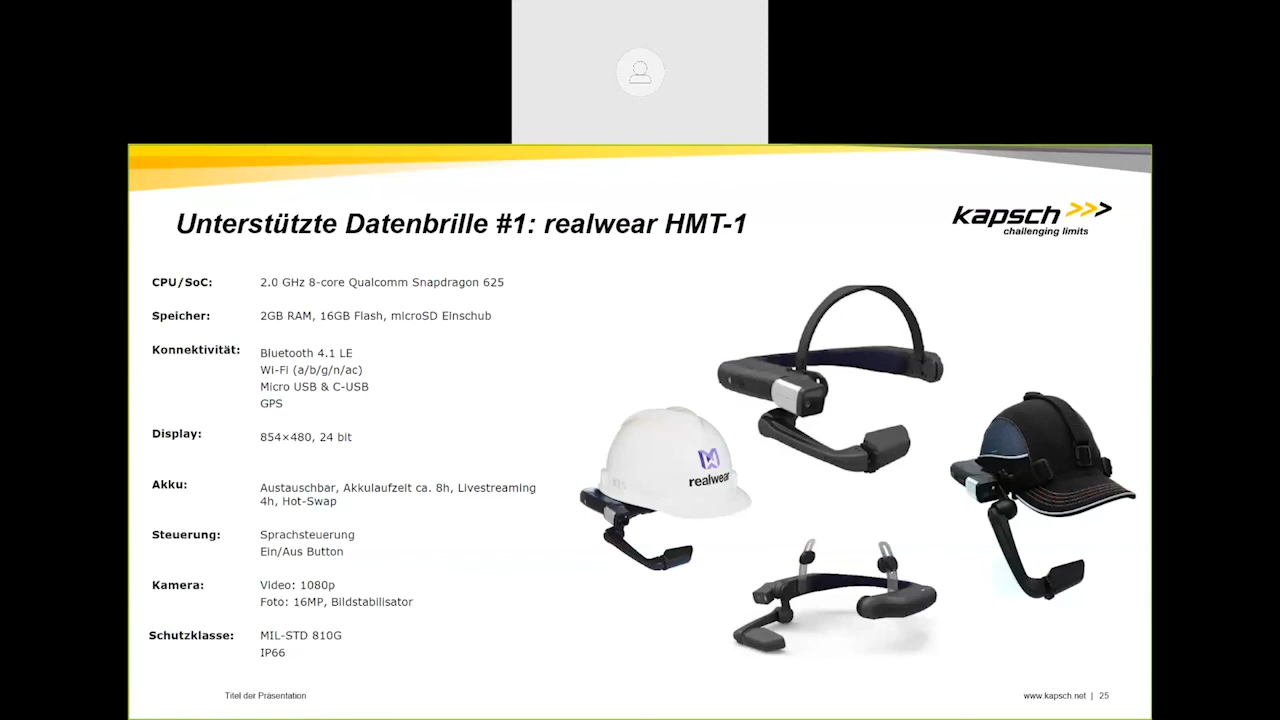 Unterstützte Datenbrille #1: realwear HMT-1
kapsch
challenging limits
CPU/SoC: 2.0 GHz 8-core Qualcomm Snapdragon 625
Speicher: 2GB RAM, 16GB Flash, microSD Einschub
Konnektivität: Bluetooth 4.1 LE
Wi-Fi (a/b/g/n/ac)
Micro USB & C-USB
GPS
Display: 854×480, 24 bit
Akku: Austauschbar, Akkulaufzeit ca. 8h, Livestreaming
4h, Hot-Swap
Steuerung: Sprachsteuerung
Ein/Aus Button
Kamera: Video: 1080p
Foto: 16MP, Bildstabilisator
Schutzklasse: MIL-STD 810G
IP66
realwear
Titel der Präsentation
www.kapsch.net | 25